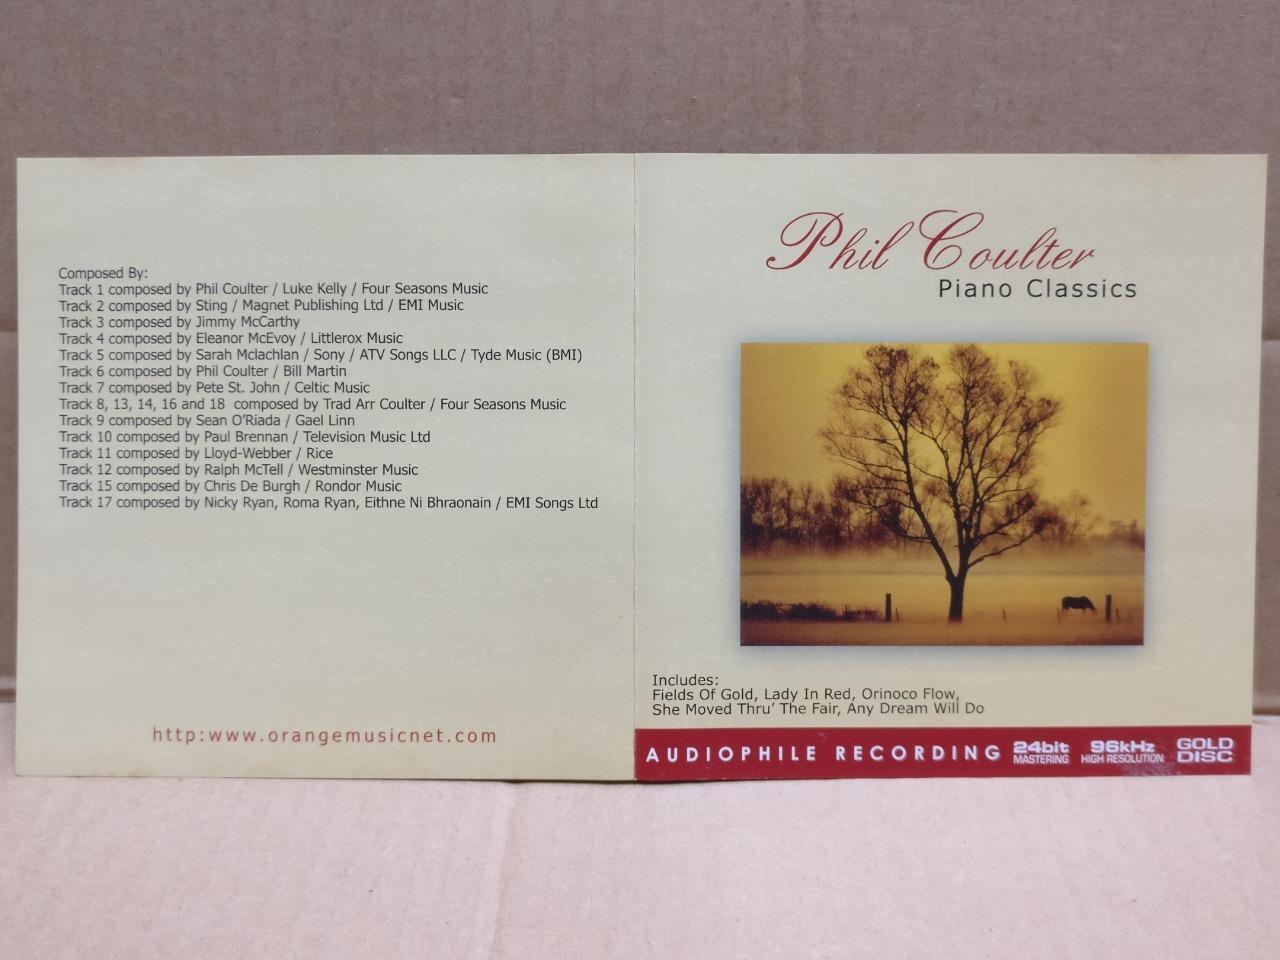 Composed By:
Track 1 composed by Phil Coulter / Luke Kelly / Four Seasons Music
Track 2 composed by Sting / Magnet Publishing Ltd / EMI Music
Track 3 composed by Jimmy McCarthy
Track 4 composed by Eleanor McEvoy / Littlerox Music
Track 5 composed by Sarah Mclachlan / Sony / ATV Songs LLC / Tyde Music (BMI)
Track 6 composed by Phil Coulter / Bill Martin
Track 7 composed by Pete St. John / Celtic Music
Track 8, 13, 14, 16 and 18 composed by Trad Arr Coulter / Four Seasons Music
Track 9 composed by Sean O'Riada / Gael Linn
Track 10 composed by Paul Brennan / Television Music Ltd
Track 11 composed by Lloyd-Webber / Rice
Track 12 composed by Ralph McTell / Westminster Music
Track 15 composed by Chris De Burgh / Rondor Music
Track 17 composed by Nicky Ryan, Roma Ryan, Eithne Ni Bhraonain / EMI Songs Ltd
http:www.orangemusicnet.com
Phil Coulter
Piano Classics
Includes:
Fields Of Gold, Lady In Red, Orinoco Flow,
She Moved Thru' The Fair, Any Dream Will Do
AUDIOPHILE RECORDING
24bit
MASTERING
96kHz
HIGH RESOLUTION
GOLD
DISC